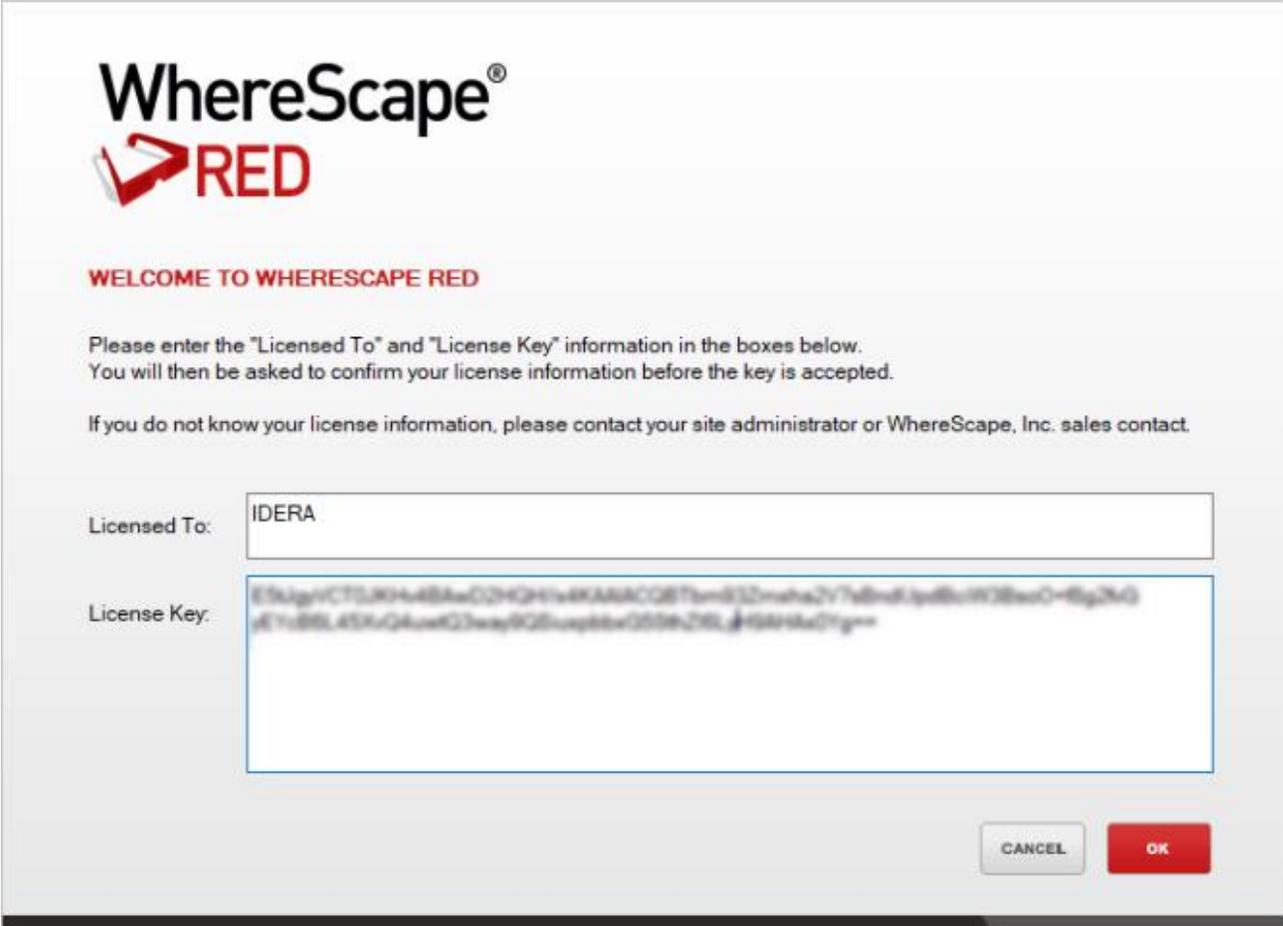 WhereScape®
RED
WELCOME TO WHERESCAPE RED
Please enter the "Licensed To" and "License Key" information in the boxes below.
You will then be asked to confirm your license information before the key is accepted.
If you do not know your license information, please contact your site administrator or WhereScape, Inc. sales contact.
Licensed To:
IDERA
License Key:
CANCEL
OK